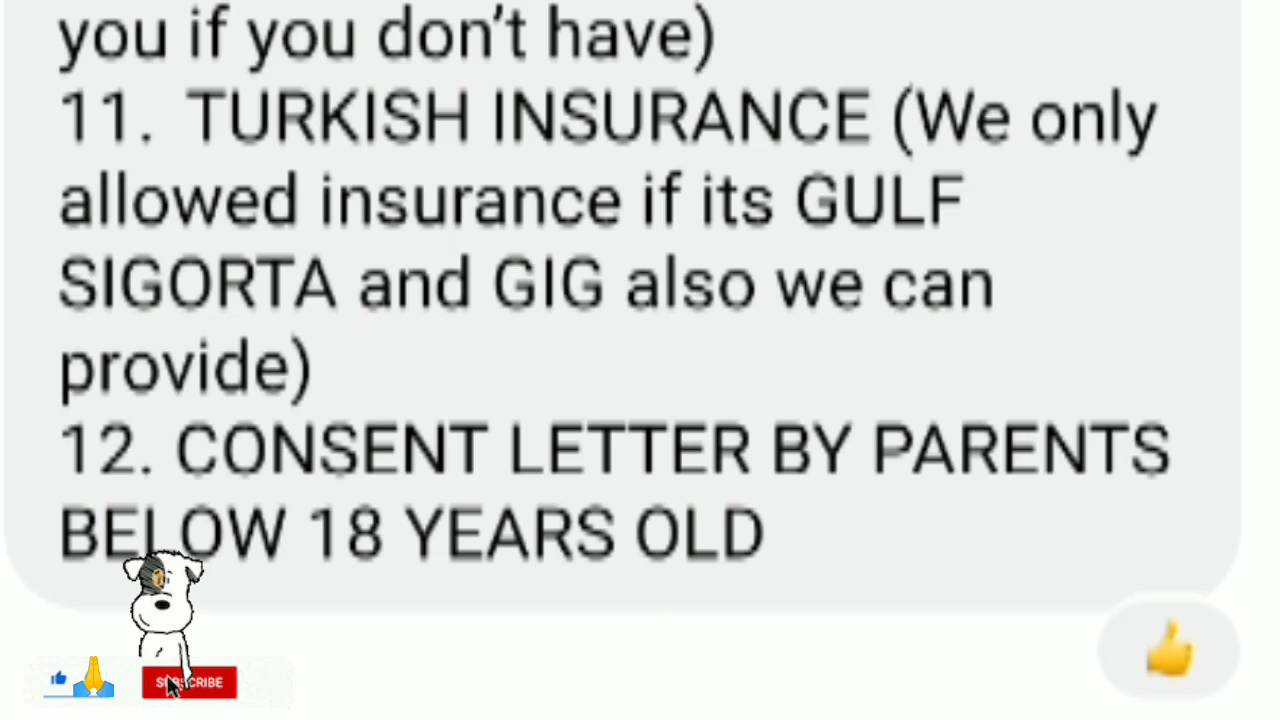 you if you don't have)
11. TURKISH INSURANCE (We only
allowed insurance if its GULF
SIGORTA and GIG also we can
provide)
12. CONSENT LETTER BY PARENTS
BELOW 18 YEARS OLD
SUBSCRIBE